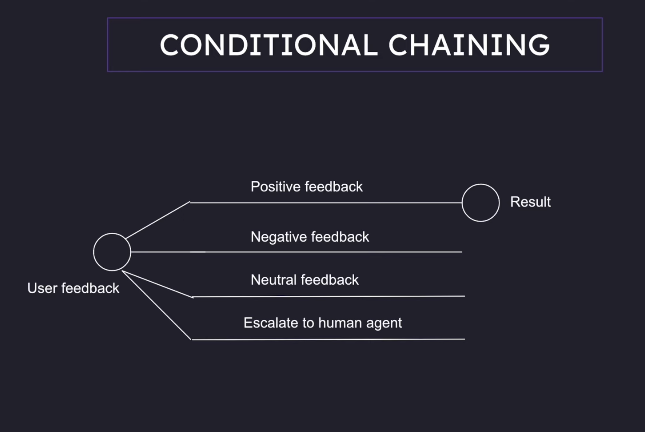 CONDITIONAL CHAINING
Positive feedback
Result
Negative feedback
Neutral feedback
User feedback
Escalate to human agent